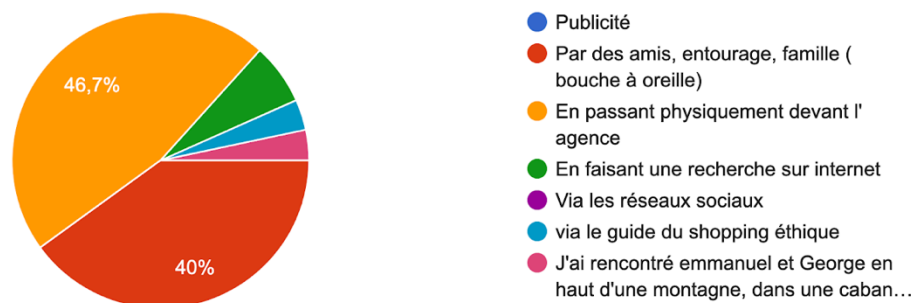 46,7%
40%
Publicité
Par des amis, entourage, famille (
bouche à oreille)
En passant physiquement devant l'
agence
En faisant une recherche sur internet
Via les réseaux sociaux
via le guide du shopping éthique
J'ai rencontré emmanuel et George en
haut d'une montagne, dans une caban…